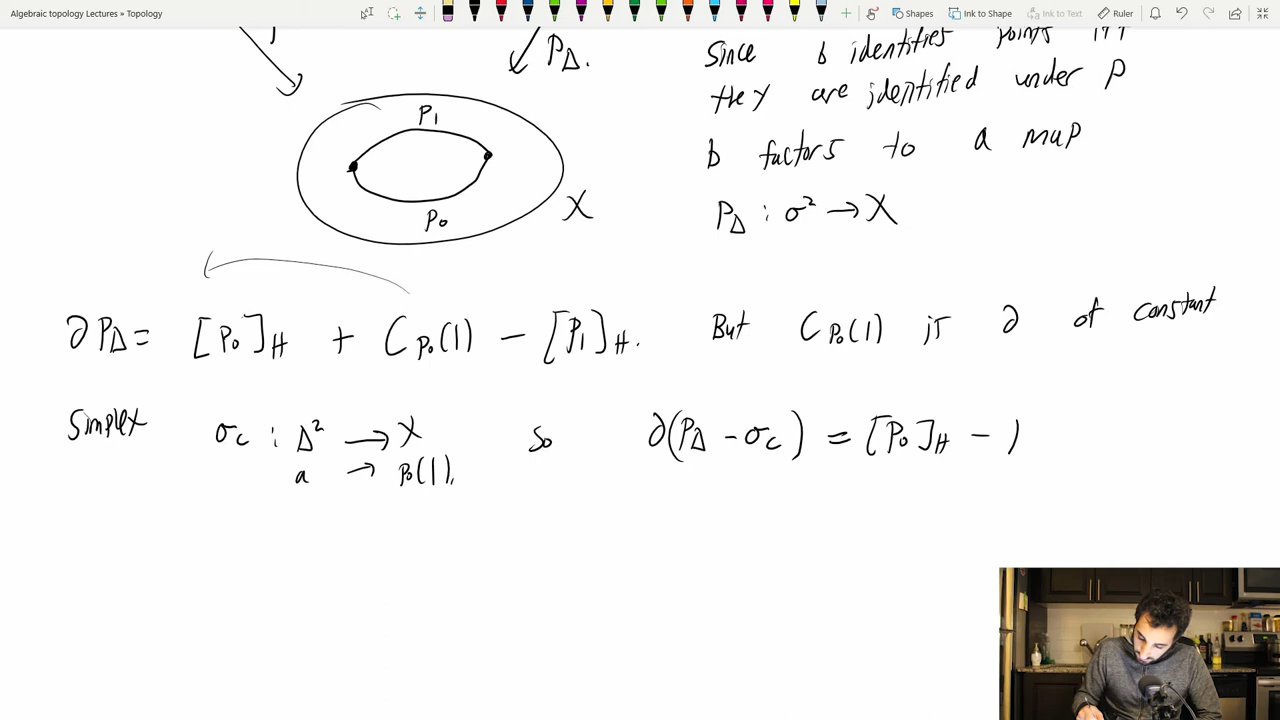 Algebraic topology Lectures » Topology
Shapes
Ink to Shape
Ink to Text
Ruler
P₁
P₀
X
P_Δ.
Since b identifies points iff
they are identified under p
b factors to a map
P_Δ : σ² → X
∂P_Δ = [P₀]_H + C_{P₀(1)} − [P₁]_H. But C_{P₀(1)} is ∂ of constant
Simplex σ_c : Δ² → X so ∂(P_Δ − σ_c) = [P₀]_H −
a → P₀(1).